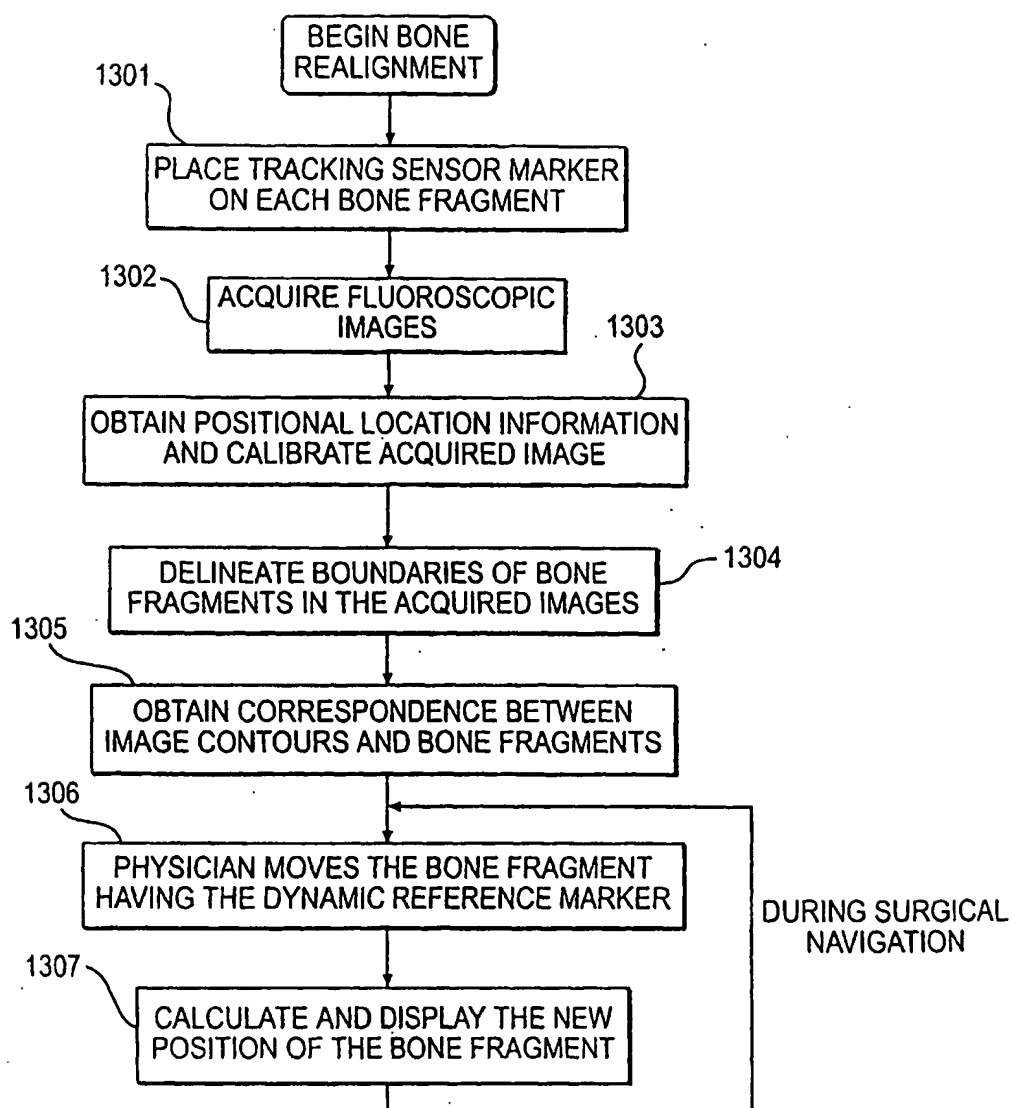 BEGIN BONE
REALIGNMENT
1301
PLACE TRACKING SENSOR MARKER
ON EACH BONE FRAGMENT
1302
ACQUIRE FLUOROSCOPIC
IMAGES
1303
OBTAIN POSITIONAL LOCATION INFORMATION
AND CALIBRATE ACQUIRED IMAGE
1304
DELINEATE BOUNDARIES OF BONE
FRAGMENTS IN THE ACQUIRED IMAGES
1305
OBTAIN CORRESPONDENCE BETWEEN
IMAGE CONTOURS AND BONE FRAGMENTS
1306
PHYSICIAN MOVES THE BONE FRAGMENT
HAVING THE DYNAMIC REFERENCE MARKER
DURING SURGICAL
NAVIGATION
1307
CALCULATE AND DISPLAY THE NEW
POSITION OF THE BONE FRAGMENT